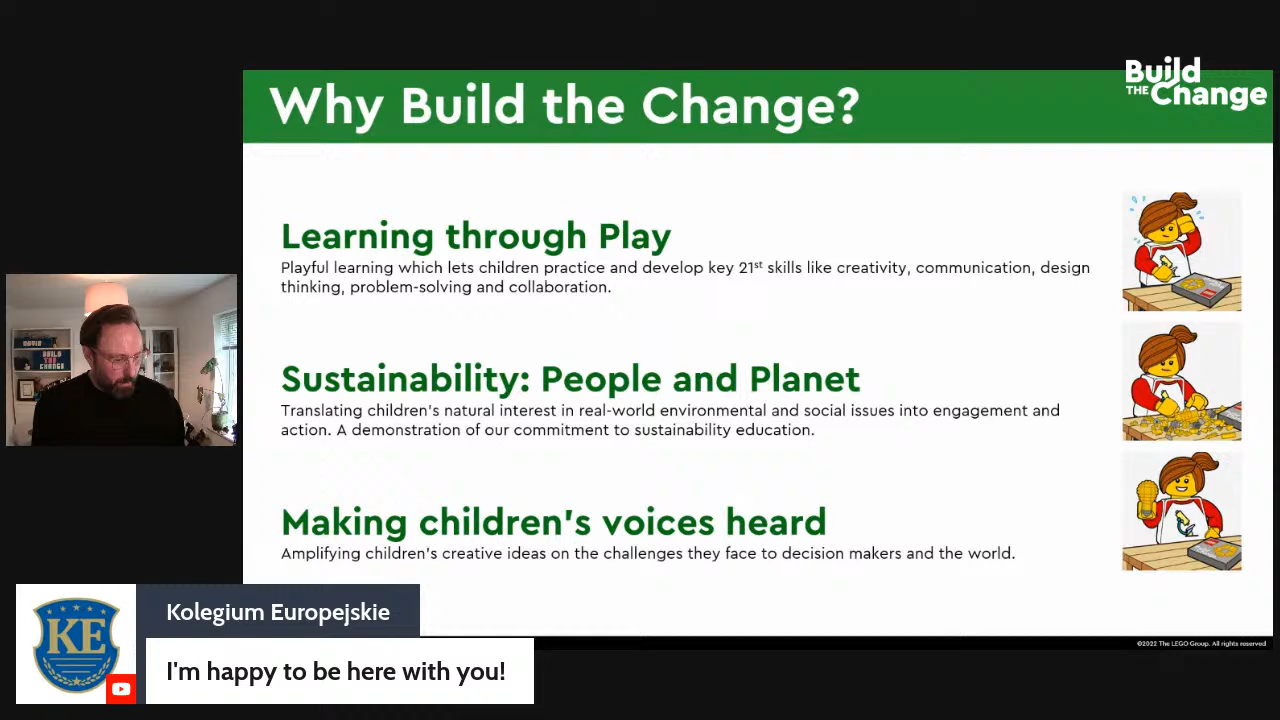 Build
THE Change
Why Build the Change?
Learning through Play
Playful learning which lets children practice and develop key 21st skills like creativity, communication, design
thinking, problem-solving and collaboration.
Sustainability: People and Planet
Translating children's natural interest in real-world environmental and social issues into engagement and
action. A demonstration of our commitment to sustainability education.
Making children's voices heard
Amplifying children's creative ideas on the challenges they face to decision makers and the world.
BUILD
THE
CHANGE
KE
Kolegium Europejskie
I'm happy to be here with you!
©2022 The LEGO Group. All rights reserved